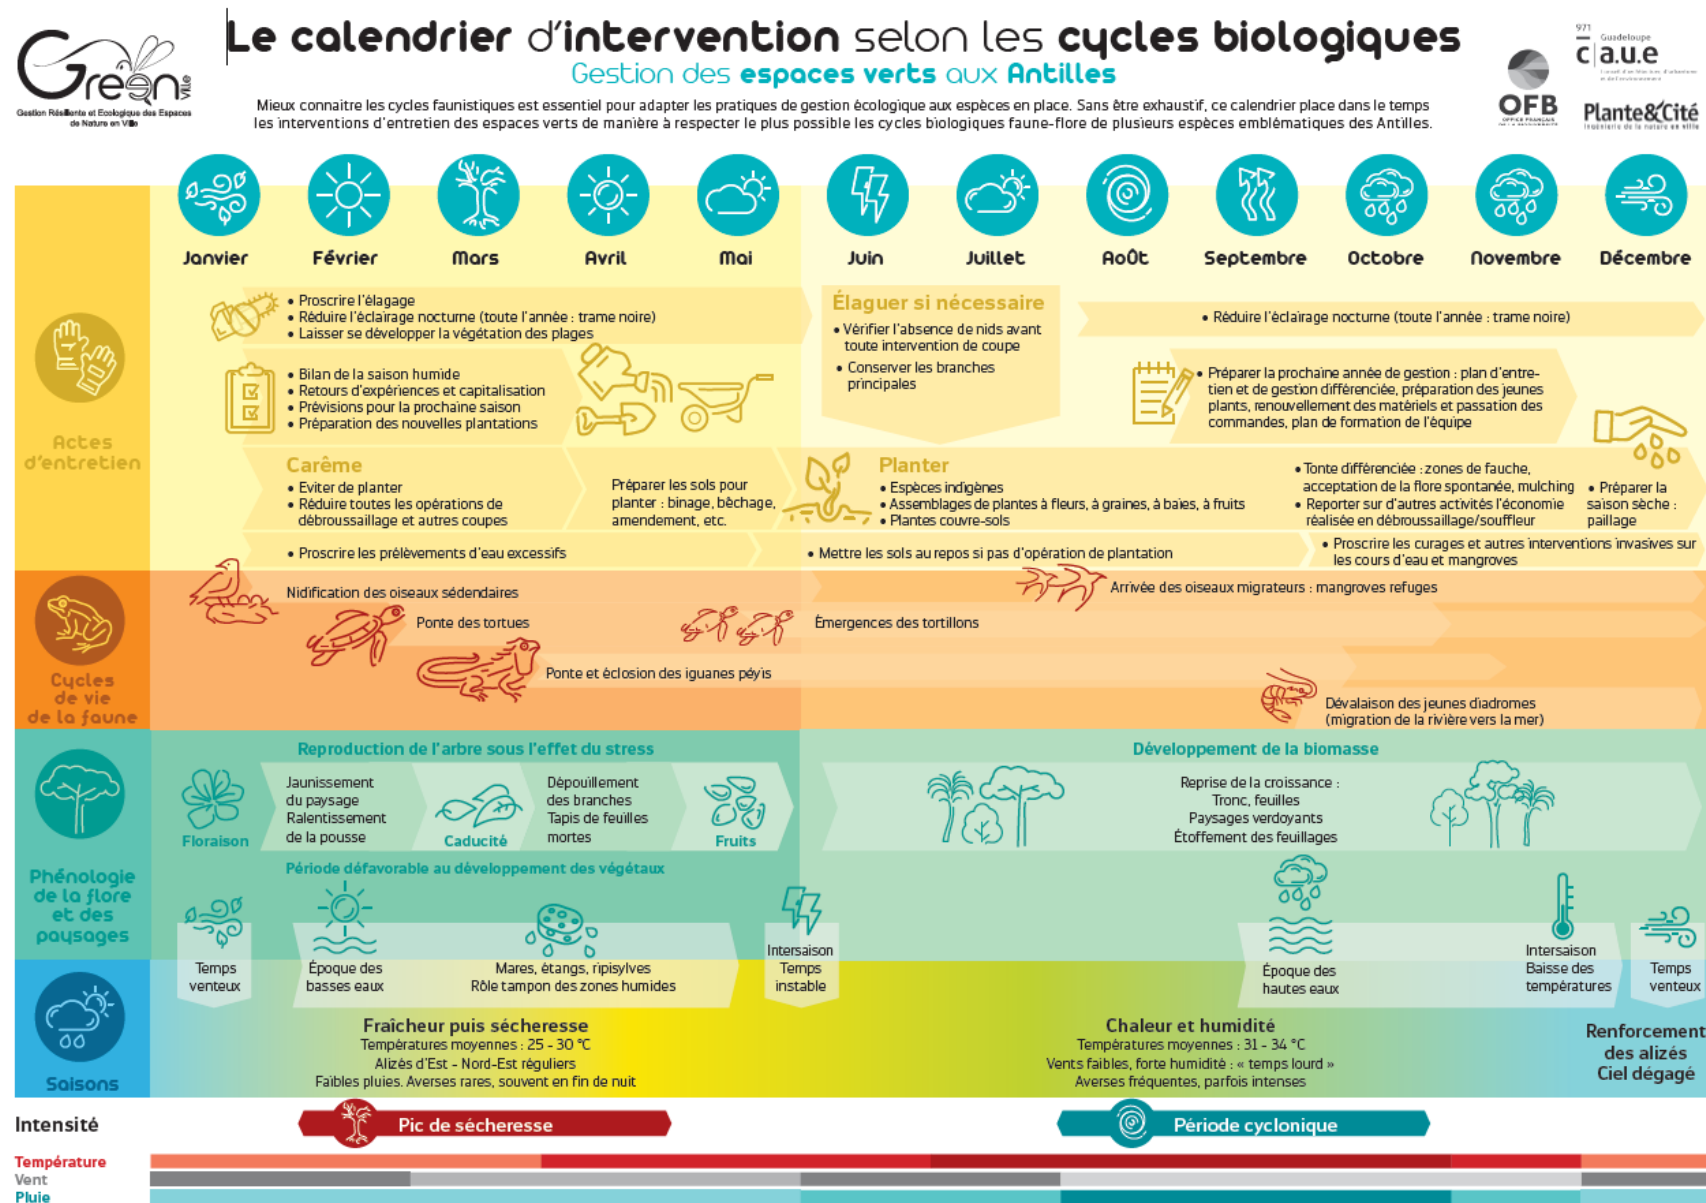 Green
Ville
Gestion Résiliente et Ecologique des Espaces
de Nature en Ville
Le calendrier d'intervention selon les cycles biologiques
Gestion des espaces verts aux Antilles
Mieux connaitre les cycles faunistiques est essentiel pour adapter les pratiques de gestion écologique aux espèces en place. Sans être exhaustif, ce calendrier place dans le temps
les interventions d'entretien des espaces verts de manière à respecter le plus possible les cycles biologiques faune-flore de plusieurs espèces emblématiques des Antilles.
OFB
OFFICE FRANÇAIS
DE LA BIODIVERSITÉ
971
Guadeloupe
c|a.u.e
Plante&Cité
Ingénierie de la nature en ville
Janvier
Février
Mars
Avril
Mai
Juin
Juillet
Août
Septembre
Octobre
Novembre
Décembre
Actes
d'entretien
• Proscrire l'élagage
• Réduire l'éclairage nocturne (toute l'année : trame noire)
• Laisser se développer la végétation des plages
Élaguer si nécessaire
• Vérifier l'absence de nids avant
toute intervention de coupe
• Conserver les branches
principales
• Réduire l'éclairage nocturne (toute l'année : trame noire)
• Bilan de la saison humide
• Retours d'expériences et capitalisation
• Prévisions pour la prochaine saison
• Préparation des nouvelles plantations
• Préparer la prochaine année de gestion : plan d'entre-
tien et de gestion différenciée, préparation des jeunes
plants, renouvellement des matériels et passation des
commandes, plan de formation de l'équipe
Carême
• Eviter de planter
• Réduire toutes les opérations de
débroussaillage et autres coupes
Préparer les sols pour
planter : binage, bêchage,
amendement, etc.
Planter
• Espèces indigènes
• Assemblages de plantes à fleurs, à graines, à baies, à fruits
• Plantes couvre-sols
• Tonte différenciée : zones de fauche,
acceptation de la flore spontanée, mulching
• Reporter sur d'autres activités l'économie
réalisée en débroussaillage/souffleur
• Préparer la
saison sèche :
paillage
• Proscrire les prélèvements d'eau excessifs
• Mettre les sols au repos si pas d'opération de plantation
• Proscrire les curages et autres interventions invasives sur
les cours d'eau et mangroves
Cycles
de vie
de la faune
Nidification des oiseaux sédendaires
Arrivée des oiseaux migrateurs : mangroves refuges
Ponte des tortues
Émergences des tortillons
Ponte et éclosion des iguanes péyis
Dévalaison des jeunes diadromes
(migration de la rivière vers la mer)
Phénologie
de la flore
et des
paysages
Reproduction de l'arbre sous l'effet du stress
Floraison
Jaunissement
du paysage
Ralentissement
de la pousse
Caducité
Dépouillement
des branches
Tapis de feuilles
mortes
Fruits
Période défavorable au développement des végétaux
Développement de la biomasse
Reprise de la croissance :
Tronc, feuilles
Paysages verdoyants
Étoffement des feuillages
Saisons
Temps
venteux
Époque des
basses eaux
Mares, étangs, ripisylves
Rôle tampon des zones humides
Intersaison
Temps
instable
Époque des
hautes eaux
Intersaison
Baisse des
températures
Temps
venteux
Fraîcheur puis sécheresse
Températures moyennes : 25 - 30 °C
Alizés d'Est - Nord-Est réguliers
Faibles pluies. Averses rares, souvent en fin de nuit
Chaleur et humidité
Températures moyennes : 31 - 34 °C
Vents faibles, forte humidité : « temps lourd »
Averses fréquentes, parfois intenses
Renforcement
des alizés
Ciel dégagé
Intensité
Pic de sécheresse
Période cyclonique
Température
Vent
Pluie